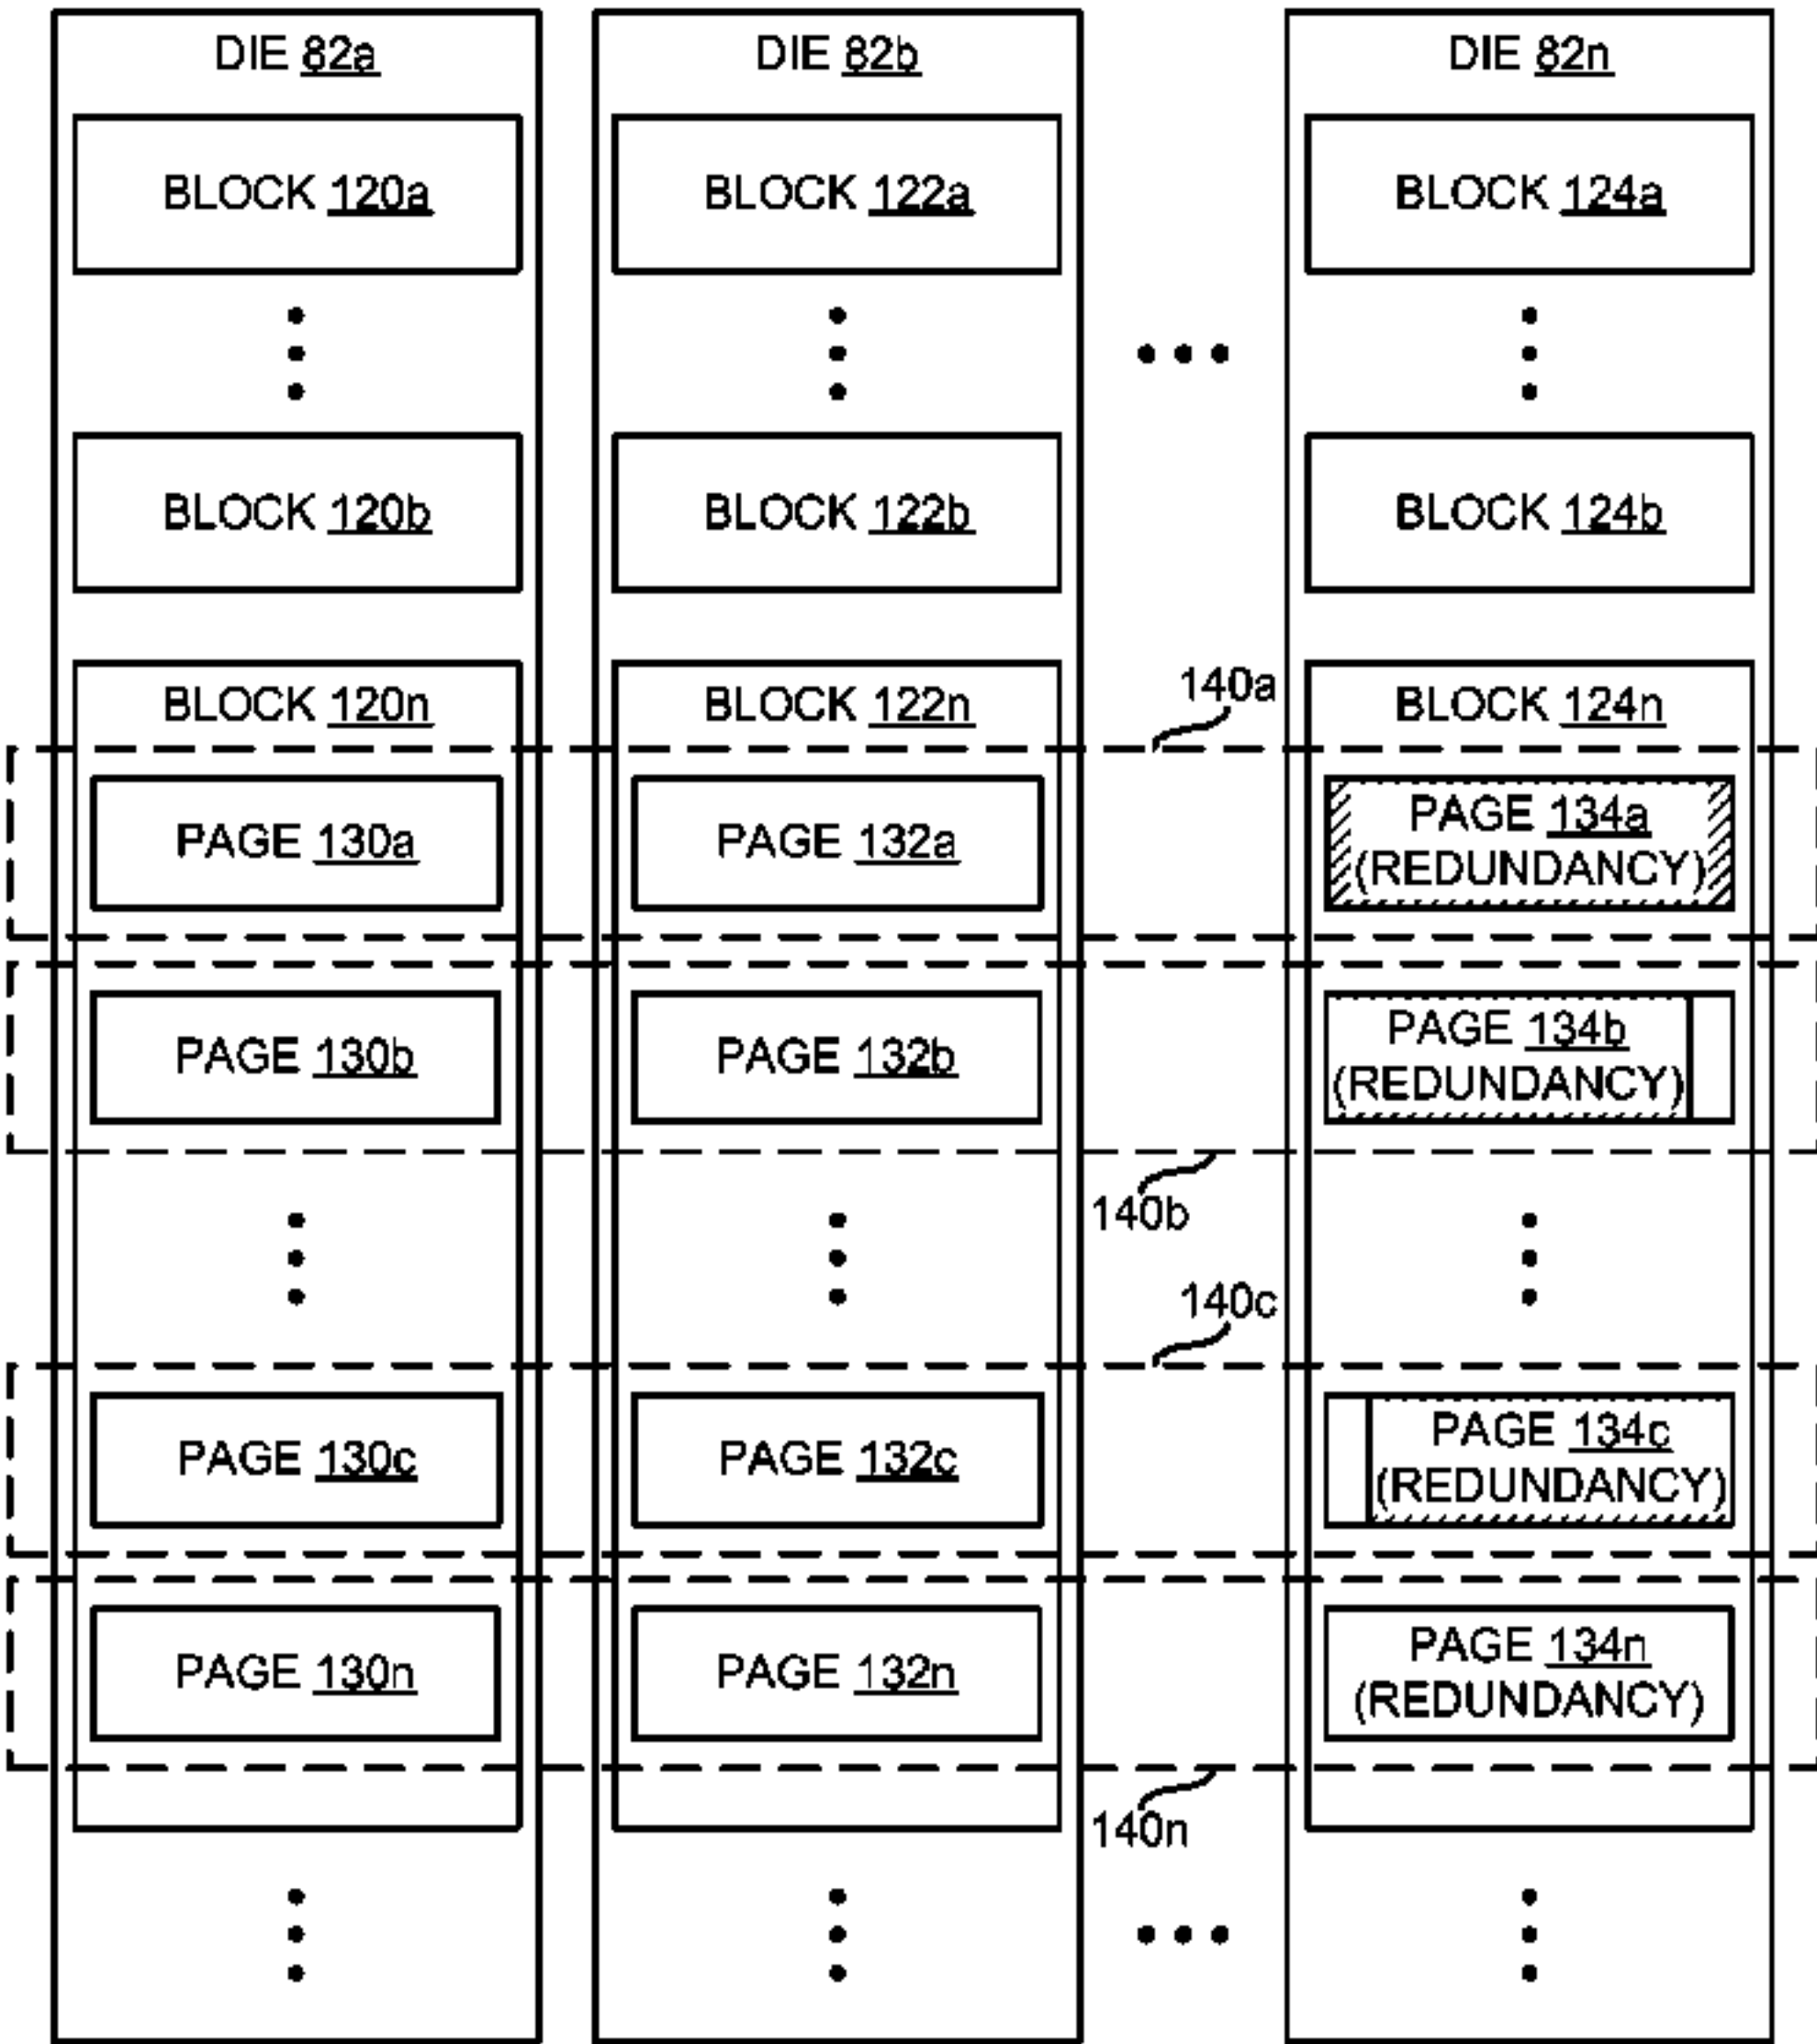 DIE 82a
DIE 82b
DIE 82n
BLOCK 120a
BLOCK 122a
BLOCK 124a
BLOCK 120b
BLOCK 122b
BLOCK 124b
140a
BLOCK 120n
BLOCK 122n
BLOCK 124n
PAGE 130a
PAGE 132a
PAGE 134a
(REDUNDANCY)
PAGE 130b
PAGE 132b
PAGE 134b
(REDUNDANCY)
140b
140c
PAGE 130c
PAGE 132c
PAGE 134c
(REDUNDANCY)
PAGE 130n
PAGE 132n
PAGE 134n
(REDUNDANCY)
140n